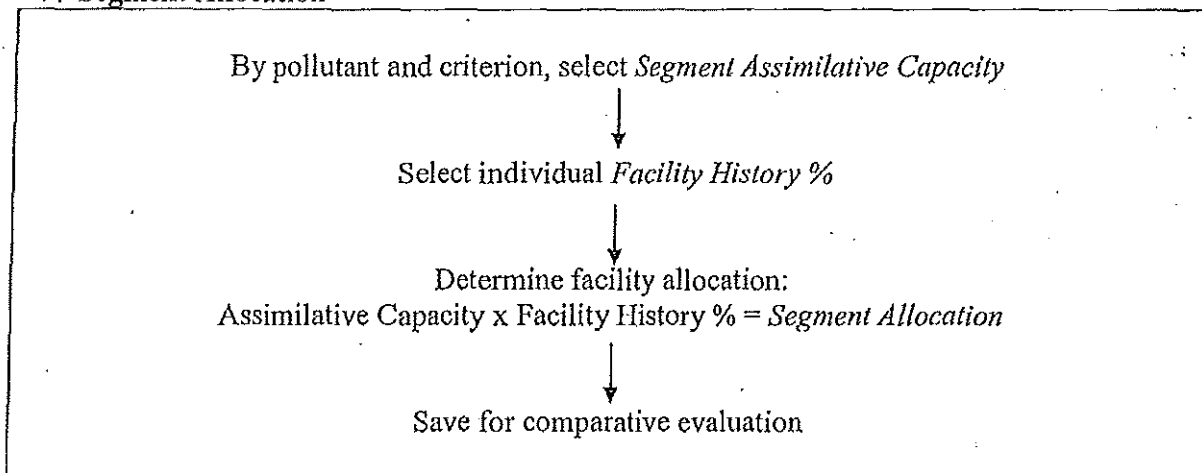 By pollutant and criterion, select Segment Assimilative Capacity
Select individual Facility History %
Determine facility allocation:
Assimilative Capacity x Facility History % = Segment Allocation
Save for comparative evaluation